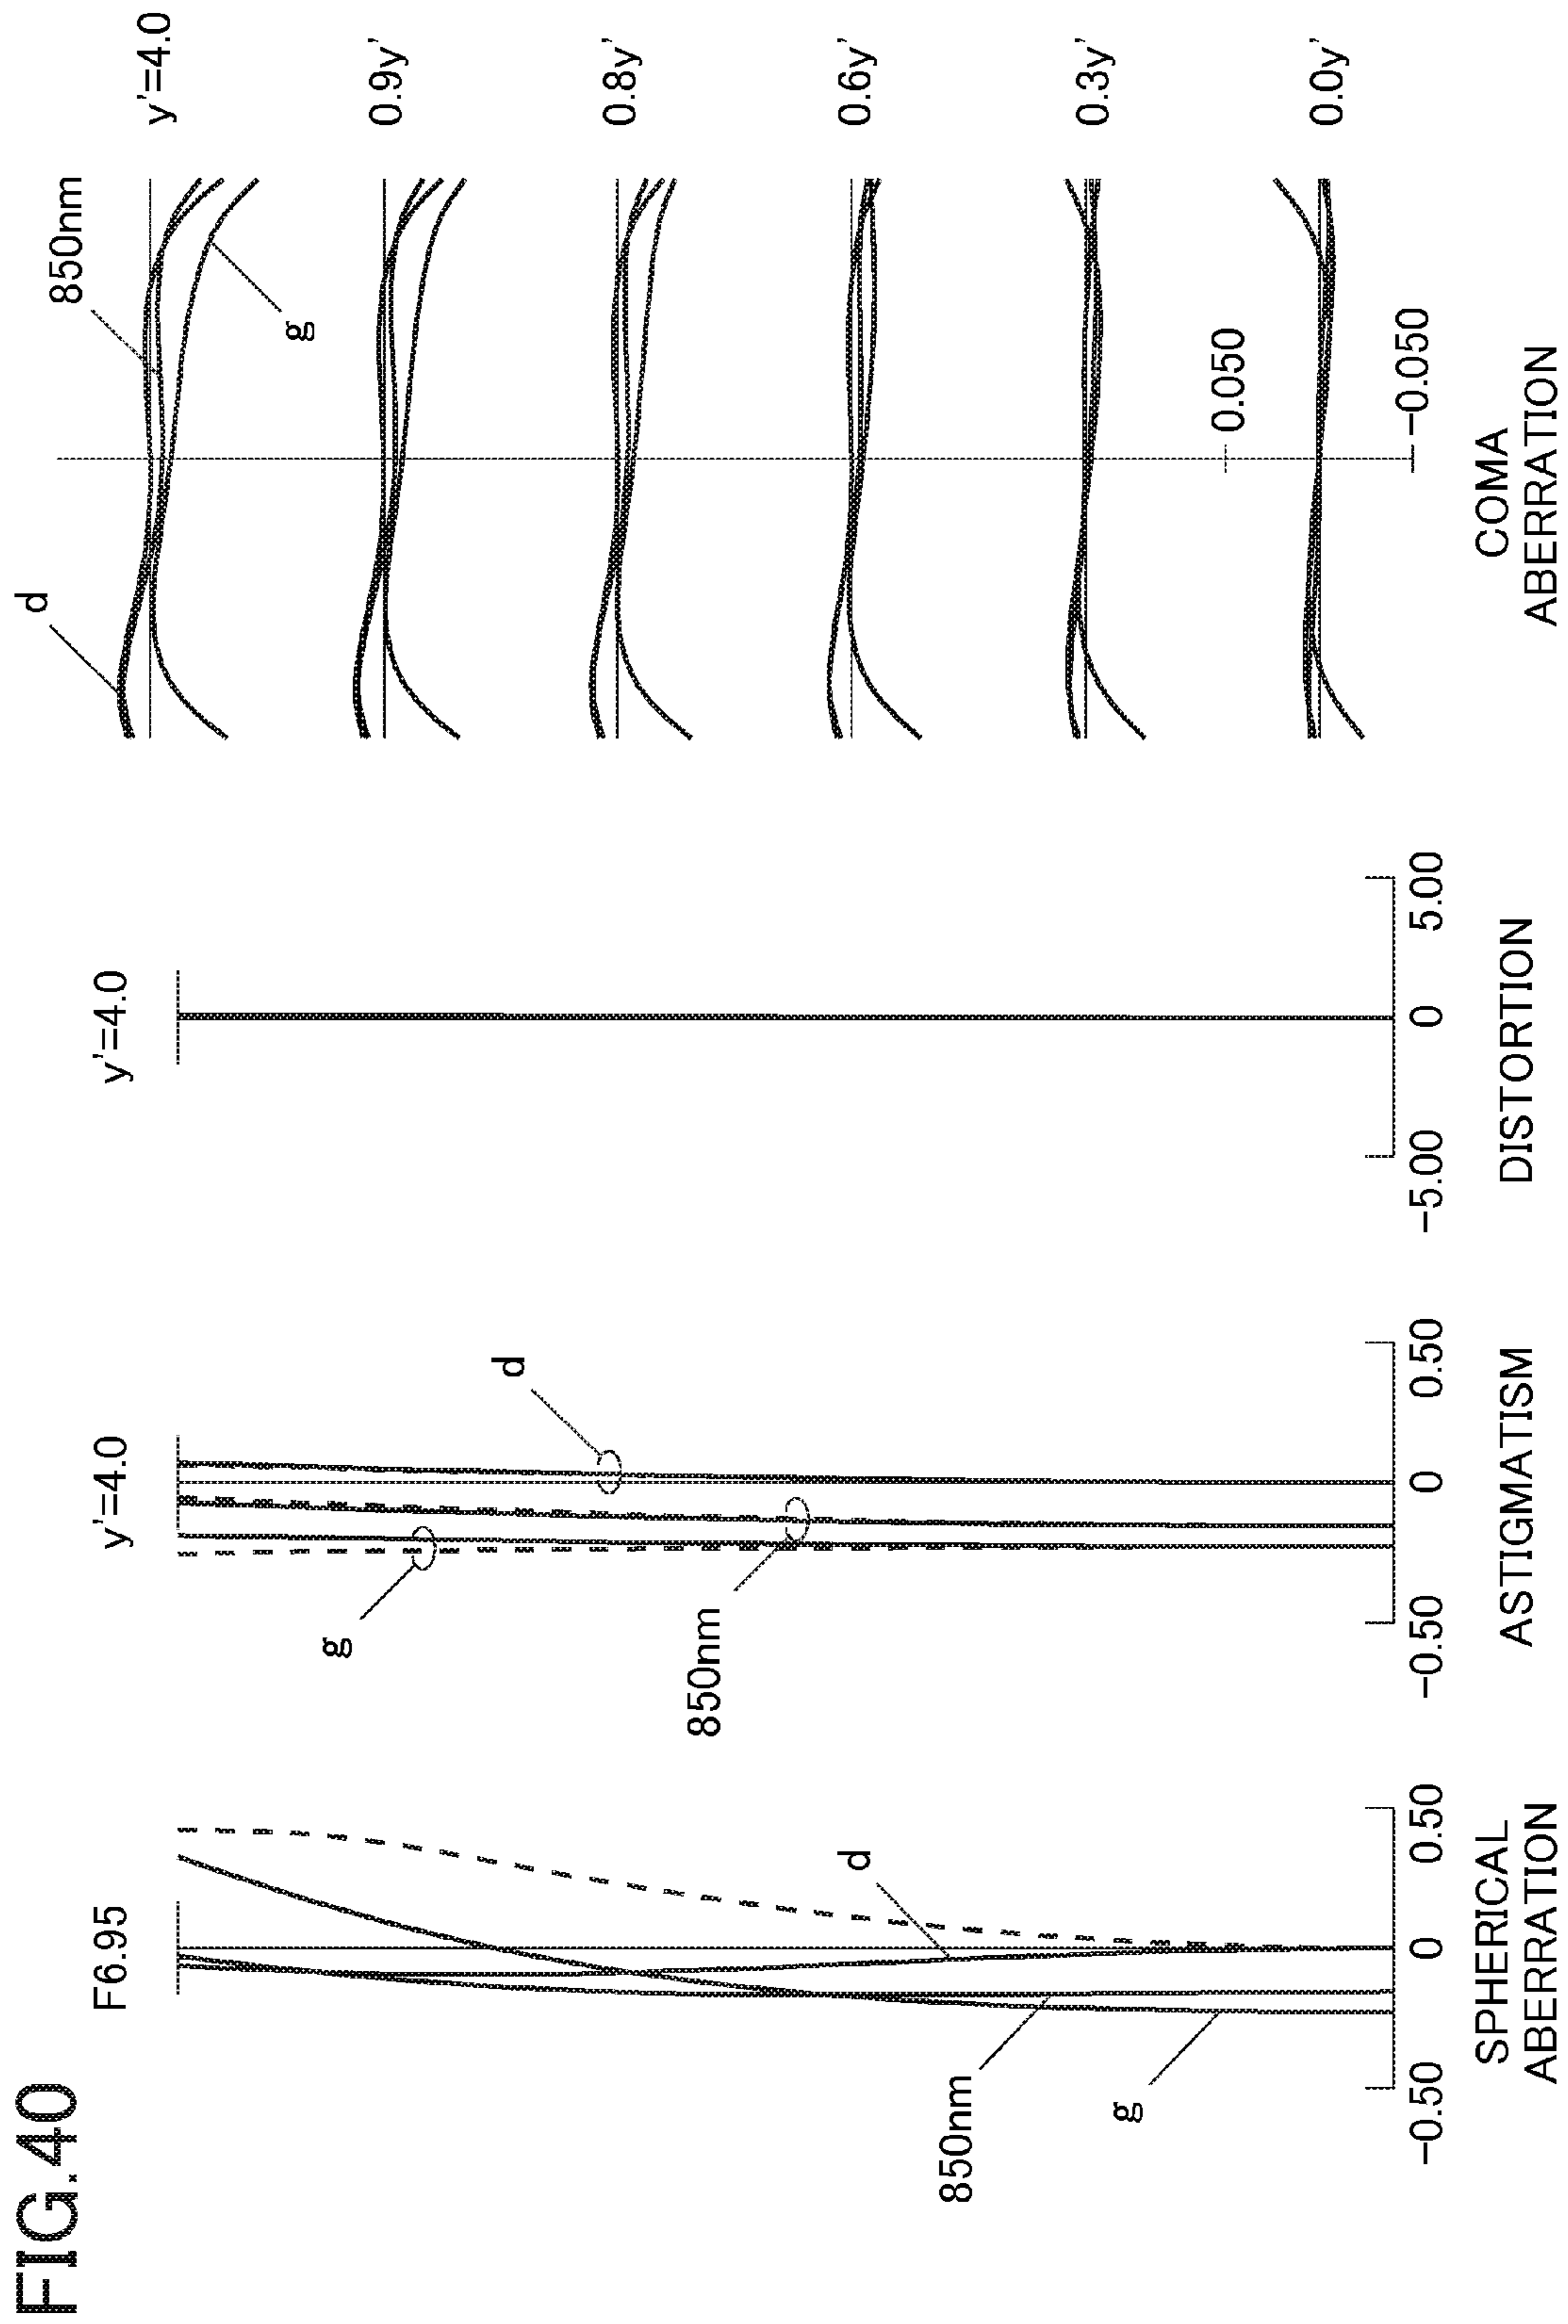 FIG.40
F6.95
d
850nm
g
-0.50
0
0.50
SPHERICAL
ABERRATION
y'=4.0
g
d
850nm
-0.50
0
0.50
ASTIGMATISM
y'=4.0
-5.00
0
5.00
DISTORTION
d
850nm
g
y'=4.0
0.9y'
0.8y'
0.6y'
0.3y'
0.0y'
0.050
-0.050
COMA
ABERRATION